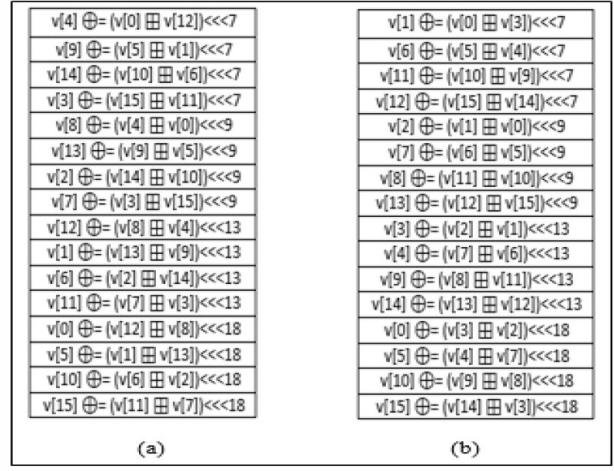 v[4] ⊕= (v[0] ⊞ v[12])<<<7
v[9] ⊕= (v[5] ⊞ v[1])<<<7
v[14] ⊕= (v[10] ⊞ v[6])<<<7
v[3] ⊕= (v[15] ⊞ v[11])<<<7
v[8] ⊕= (v[4] ⊞ v[0])<<<9
v[13] ⊕= (v[9] ⊞ v[5])<<<9
v[2] ⊕= (v[14] ⊞ v[10])<<<9
v[7] ⊕= (v[3] ⊞ v[15])<<<9
v[12] ⊕= (v[8] ⊞ v[4])<<<13
v[1] ⊕= (v[13] ⊞ v[9])<<<13
v[6] ⊕= (v[2] ⊞ v[14])<<<13
v[11] ⊕= (v[7] ⊞ v[3])<<<13
v[0] ⊕= (v[12] ⊞ v[8])<<<18
v[5] ⊕= (v[1] ⊞ v[13])<<<18
v[10] ⊕= (v[6] ⊞ v[2])<<<18
v[15] ⊕= (v[11] ⊞ v[7])<<<18
(a)
v[1] ⊕= (v[0] ⊞ v[3])<<<7
v[6] ⊕= (v[5] ⊞ v[4])<<<7
v[11] ⊕= (v[10] ⊞ v[9])<<<7
v[12] ⊕= (v[15] ⊞ v[14])<<<7
v[2] ⊕= (v[1] ⊞ v[0])<<<9
v[7] ⊕= (v[6] ⊞ v[5])<<<9
v[8] ⊕= (v[11] ⊞ v[10])<<<9
v[13] ⊕= (v[12] ⊞ v[15])<<<9
v[3] ⊕= (v[2] ⊞ v[1])<<<13
v[4] ⊕= (v[7] ⊞ v[6])<<<13
v[9] ⊕= (v[8] ⊞ v[11])<<<13
v[14] ⊕= (v[13] ⊞ v[12])<<<13
v[0] ⊕= (v[3] ⊞ v[2])<<<18
v[5] ⊕= (v[4] ⊞ v[7])<<<18
v[10] ⊕= (v[9] ⊞ v[8])<<<18
v[15] ⊕= (v[14] ⊞ v[3])<<<18
(b)